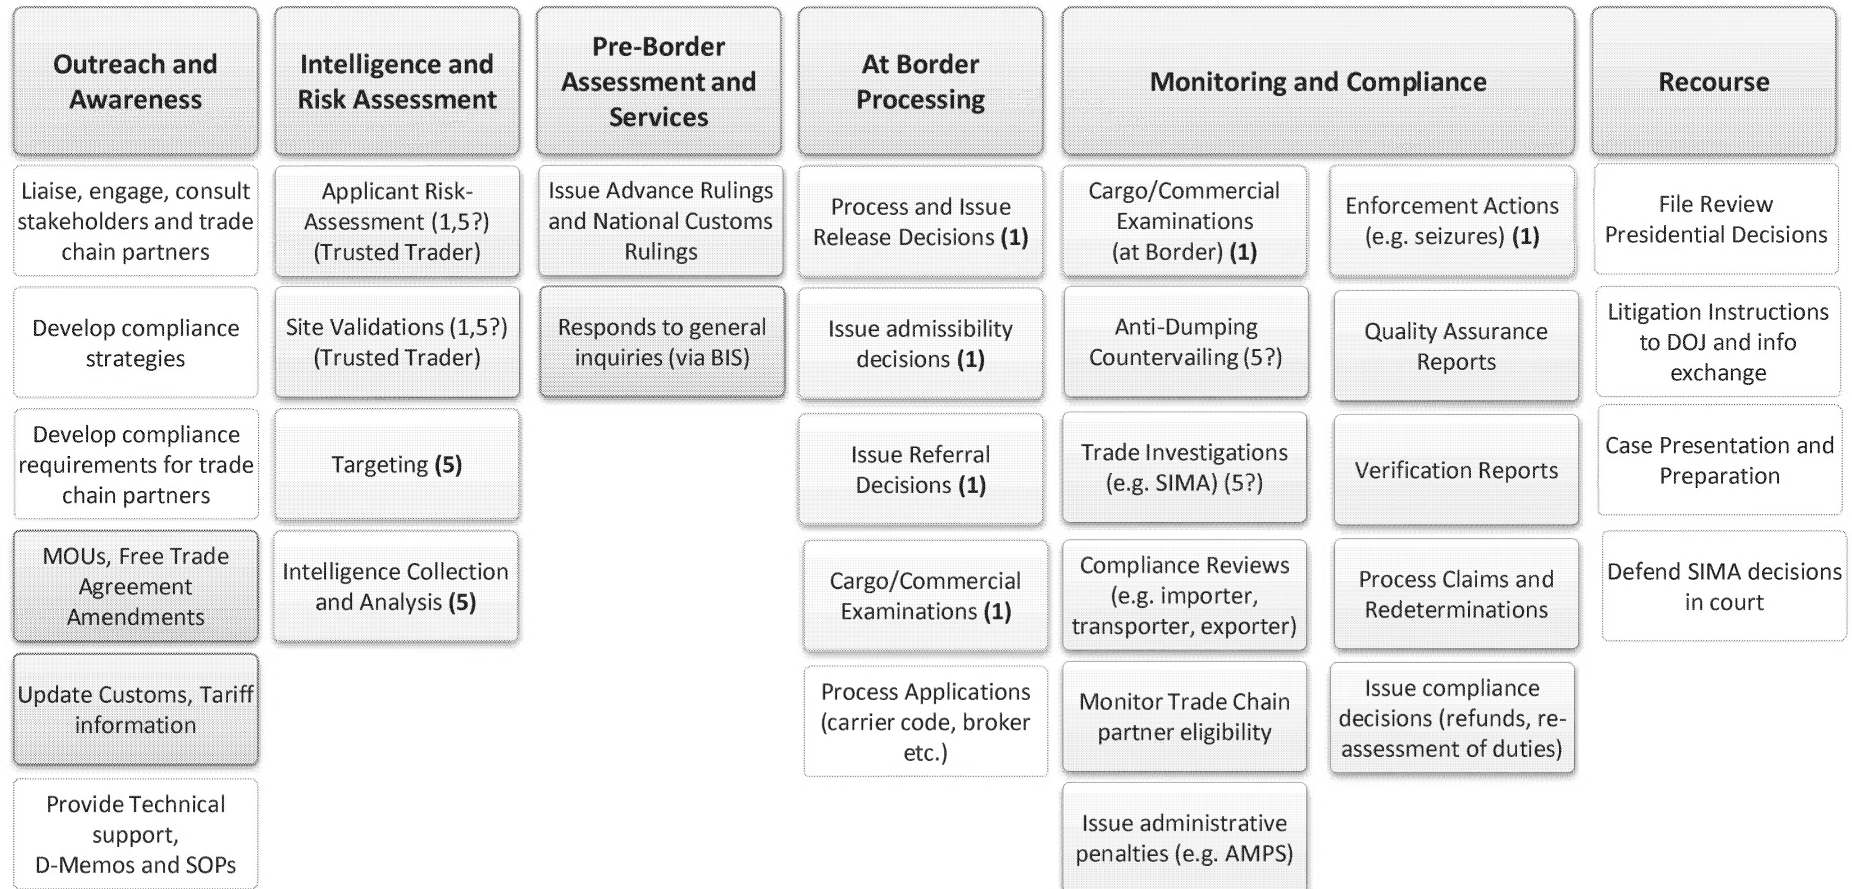 Outreach and
Awareness
Liaise, engage, consult
stakeholders and trade
chain partners
Develop compliance
strategies
Develop compliance
requirements for trade
chain partners
MOUs, Free Trade
Agreement
Amendments
Update Customs, Tariff
information
Provide Technical
support,
D-Memos and SOPs
Intelligence and
Risk Assessment
Applicant Risk-
Assessment (1,5?)
(Trusted Trader)
Site Validations (1,5?)
(Trusted Trader)
Targeting (5)
Intelligence Collection
and Analysis (5)
Pre-Border
Assessment and
Services
Issue Advance Rulings
and National Customs
Rulings
Responds to general
inquiries (via BIS)
At Border
Processing
Process and Issue
Release Decisions (1)
Issue admissibility
decisions (1)
Issue Referral
Decisions (1)
Cargo/Commercial
Examinations (1)
Process Applications
(carrier code, broker
etc.)
Monitoring and Compliance
Cargo/Commercial
Examinations
(at Border) (1)
Anti-Dumping
Countervailing (5?)
Trade Investigations
(e.g. SIMA) (5?)
Compliance Reviews
(e.g. importer,
transporter, exporter)
Monitor Trade Chain
partner eligibility
Issue administrative
penalties (e.g. AMPS)
Enforcement Actions
(e.g. seizures) (1)
Quality Assurance
Reports
Verification Reports
Process Claims and
Redeterminations
Issue compliance
decisions (refunds, re-
assessment of duties)
Recourse
File Review
Presidential Decisions
Litigation Instructions
to DOJ and info
exchange
Case Presentation and
Preparation
Defend SIMA decisions
in court